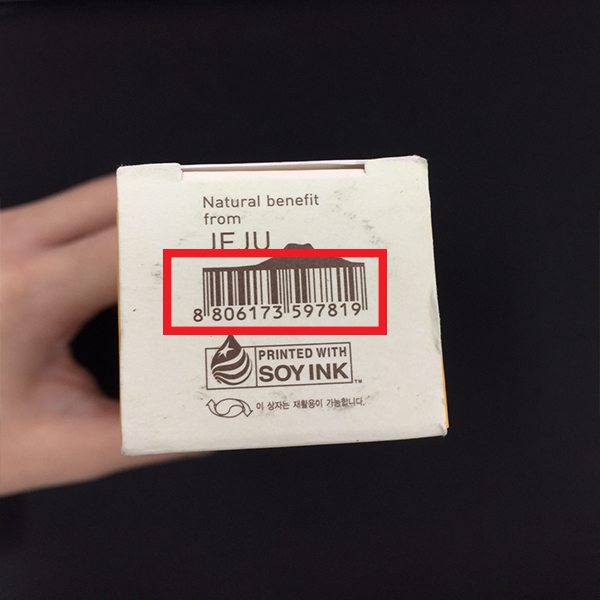 Natural benefit
from
JEJU
8 806173 597819
PRINTED WITH
SOY INK™
이 상자는 재활용이 가능합니다.